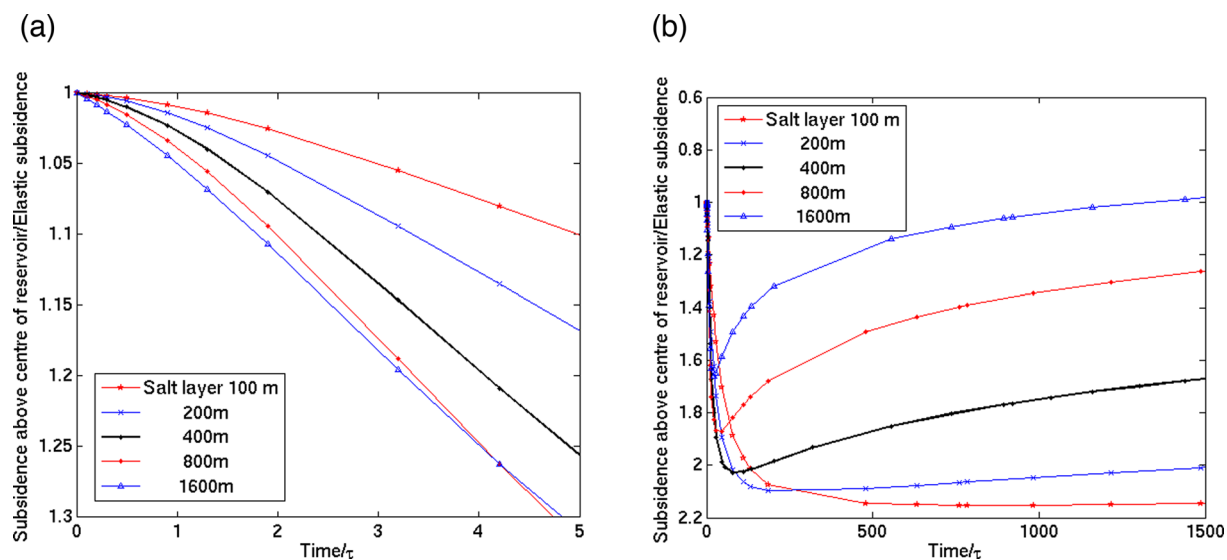 (a)
Subsidence above centre of reservoir/Elastic subsidence
1
1.05
1.1
1.15
1.2
1.25
1.3
0
1
2
3
4
5
Time/τ
Salt layer 100 m
200m
400m
800m
1600m
(b)
Subsidence above centre of reservoir/Elastic subsidence
0.6
0.8
1
1.2
1.4
1.6
1.8
2
2.2
0
500
1000
1500
Time/τ
Salt layer 100 m
200m
400m
800m
1600m